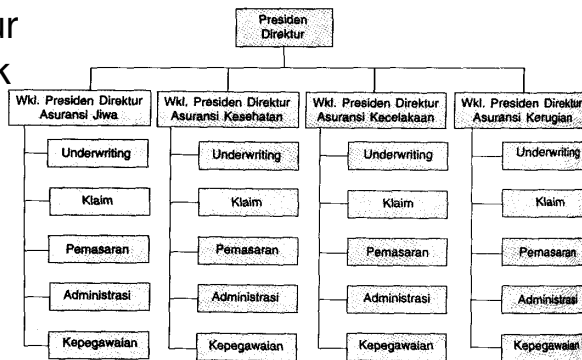 ur
k
Presiden
Direktur
Wkl. Presiden Direktur
Asuransi Jiwa
Wkl. Presiden Direktur
Asuransi Kesehatan
Wkl. Presiden Direktur
Asuransi Kecelakaan
Wkl. Presiden Direktur
Asuransi Kerugian
Underwriting
Underwriting
Underwriting
Underwriting
Klaim
Klaim
Klaim
Klaim
Pemasaran
Pemasaran
Pemasaran
Pemasaran
Administrasi
Administrasi
Administrasi
Administrasi
Kepegawaian
Kepegawaian
Kepegawaian
Kepegawaian